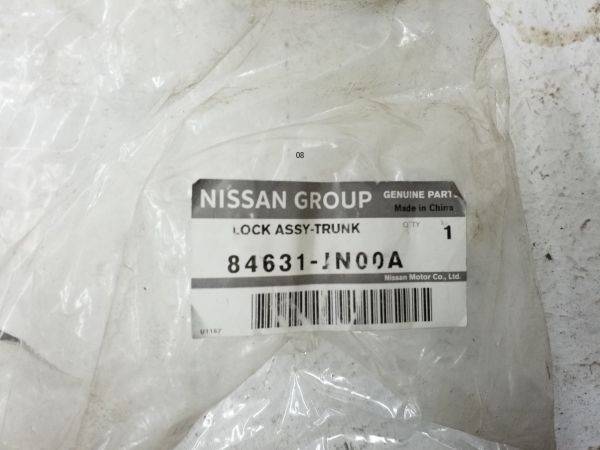 08
NISSAN GROUP GENUINE PARTS
Made in China
LOCK ASSY-TRUNK Q'TY 1
84631-JN00A
Nissan Motor Co., Ltd.
U1167